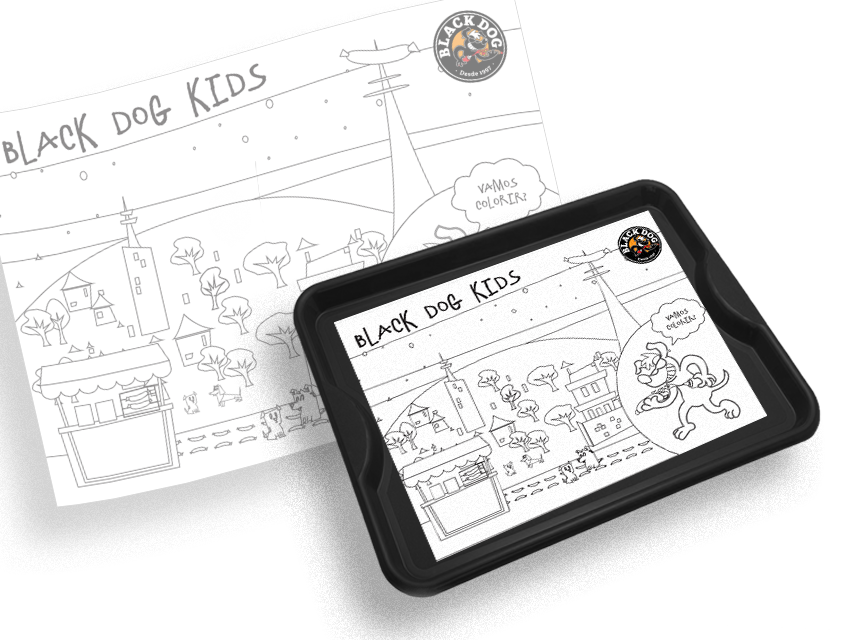 BLACK DOG KIDS
BLACK DOG
Desde 1997
VAMOS
COLORIR?
BLACK DOG KIDS
BLACK DOG
VAMOS
COLORIR?